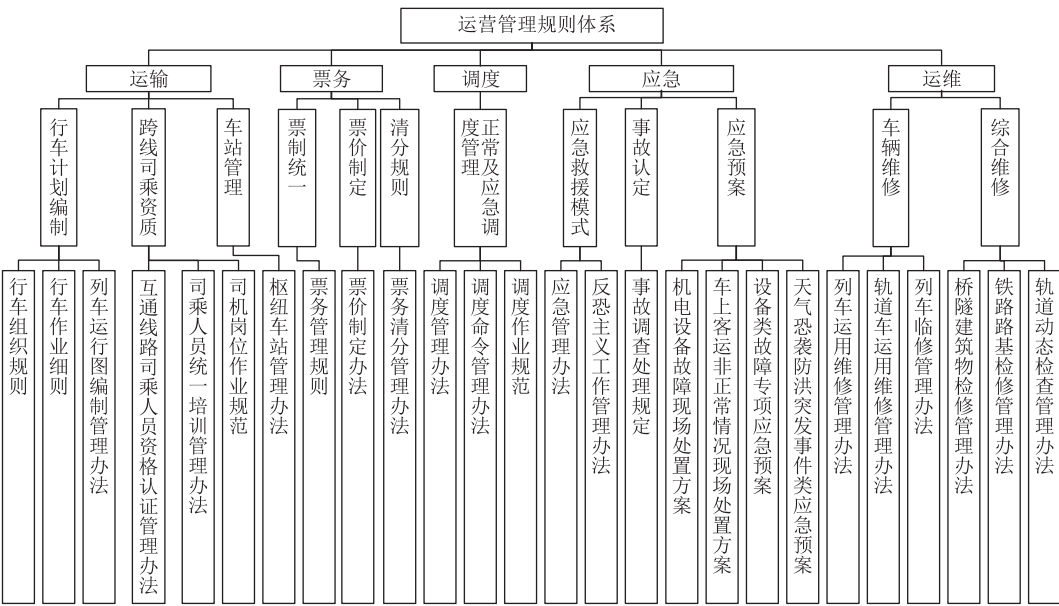 运营管理规则体系
运输
票务
调度
应急
运维
行车计划编制
跨线司乘资质
车站管理
票制统一
票价制定
清分规则
正常及应急调
度管理
应急救援模式
事故认定
应急预案
车辆维修
综合维修
行车组织规则
行车作业细则
列车运行图编制管理办法
互通线路司乘人员资格认证管理办法
司乘人员统一培训管理办法
司机岗位作业规范
枢纽车站管理办法
票务管理规则
票价制定办法
票务清分管理办法
调度管理办法
调度命令管理办法
调度作业规范
应急管理办法
反恐主义工作管理办法
事故调查处理规定
机电设备故障现场处置方案
车上客运非正常情况现场处置方案
设备类故障专项应急预案
天气恐袭防洪突发事件类应急预案
列车运用维修管理办法
轨道车运用维修管理办法
列车临修管理办法
桥隧建筑物检修管理办法
铁路路基检修管理办法
轨道动态检查管理办法